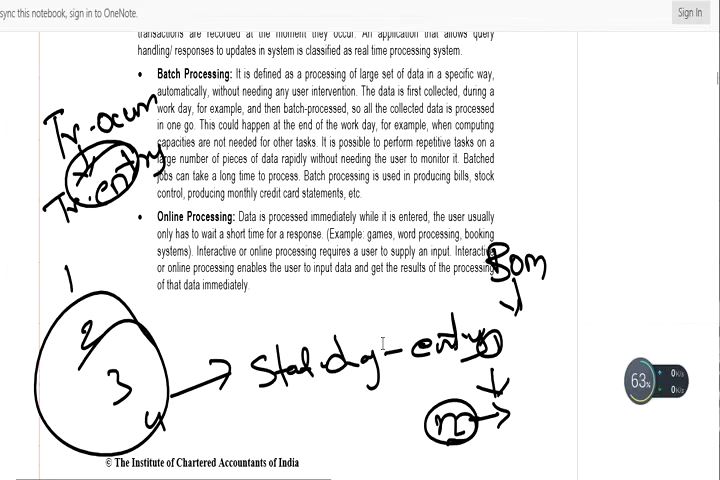 sync this notebook, sign in to OneNote.
Sign In
transactions are recorded at the moment they occur. An application that allows query
handling/ responses to updates in system is classified as real time processing system.
• Batch Processing: It is defined as a processing of large set of data in a specific way,
automatically, without needing any user intervention. The data is first collected, during a
work day, for example, and then batch-processed, so all the collected data is processed
in one go. This could happen at the end of the work day, for example, when computing
capacities are not needed for other tasks. It is possible to perform repetitive tasks on a
large number of pieces of data rapidly without needing the user to monitor it. Batched
jobs can take a long time to process. Batch processing is used in producing bills, stock
control, producing monthly credit card statements, etc.
• Online Processing: Data is processed immediately while it is entered, the user usually
only has to wait a short time for a response. (Example: games, word processing, booking
systems). Interactive or online processing requires a user to supply an input. Interactive
or online processing enables the user to input data and get the results of the processing
of that data immediately.
Tr.
Tr. entry
BOM
1
2
3
4
entry
63%
0K/s
0K/s
© The Institute of Chartered Accountants of India